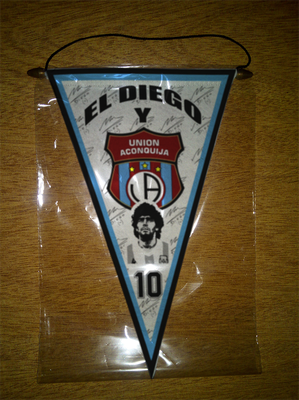 EL DIEGO
Y
UNION
ACONQUIJA
UA
10